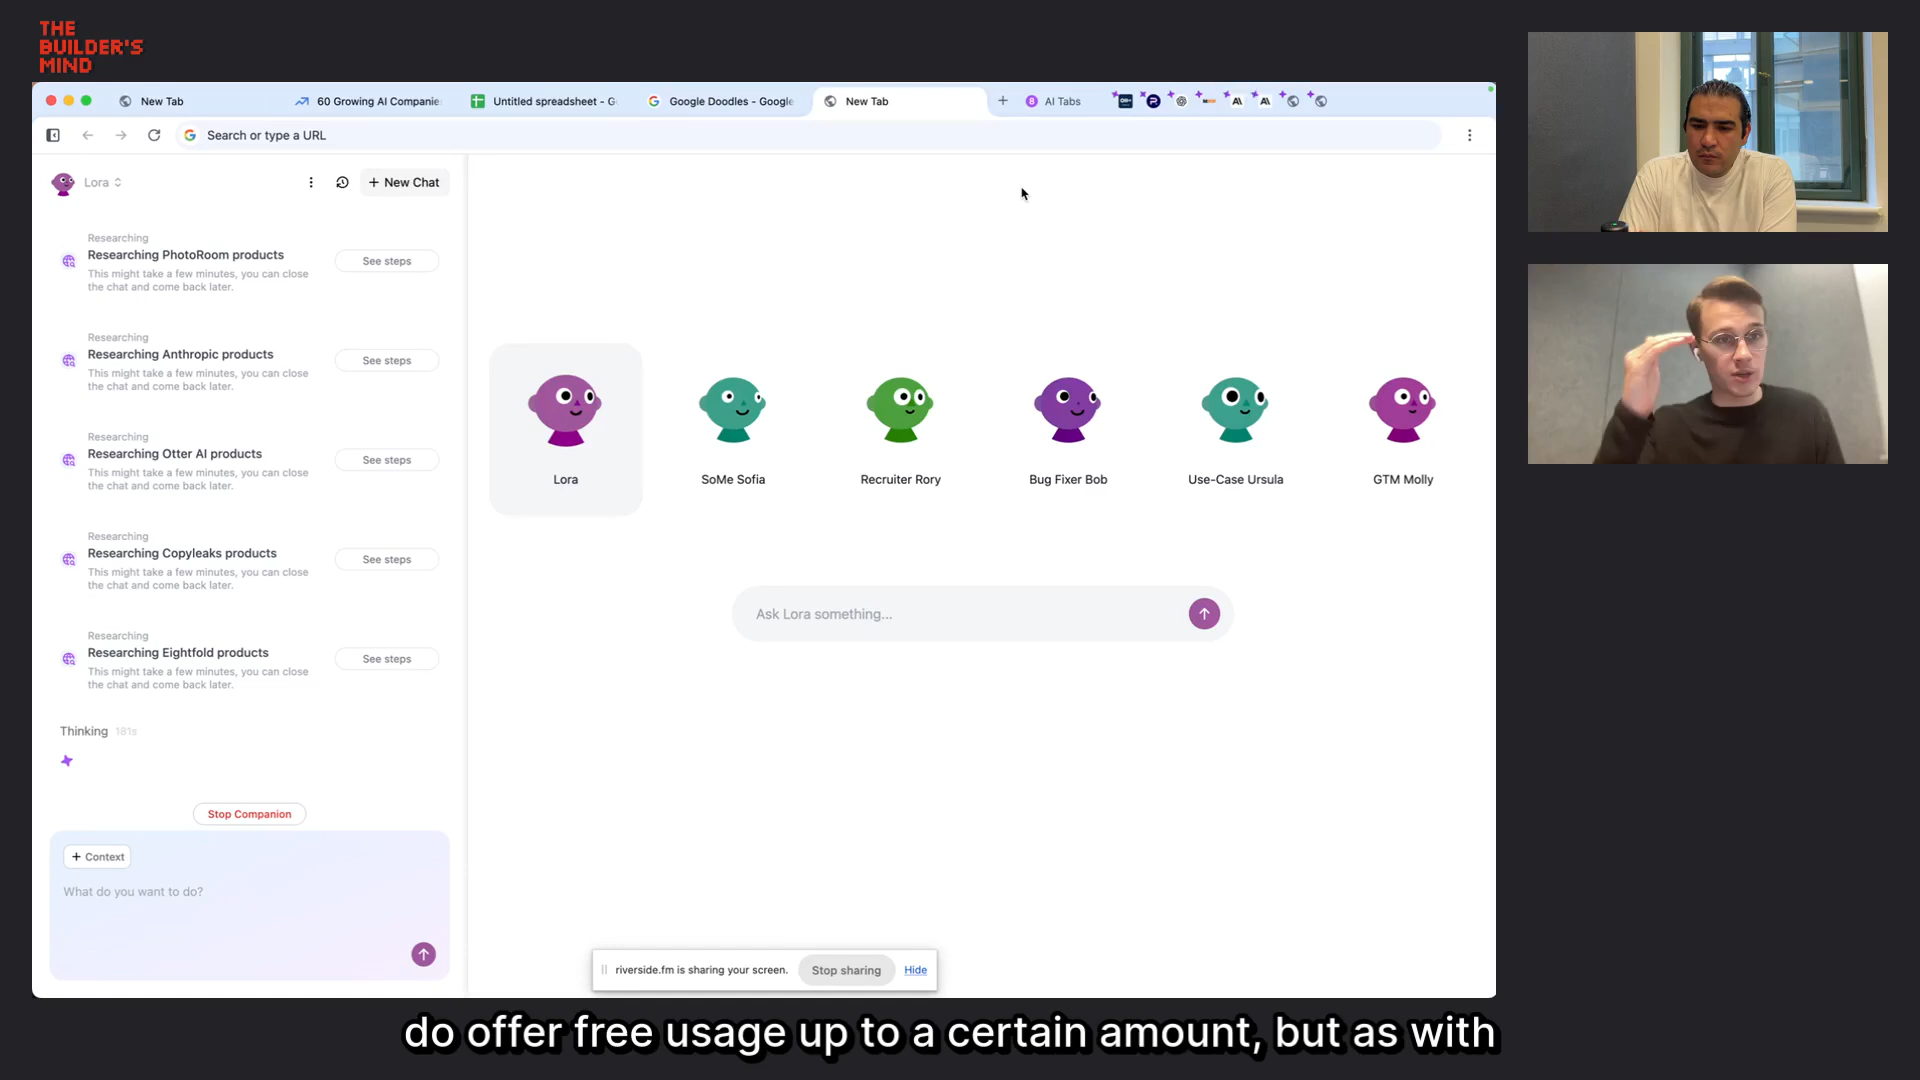 THE
BUILDER'S
MIND
New Tab
60 Growing AI Companie
Untitled spreadsheet - G
Google Doodles - Google
New Tab
AI Tabs
Search or type a URL
Lora
+ New Chat
Researching
Researching PhotoRoom products
This might take a few minutes, you can close
the chat and come back later.
See steps
Researching
Researching Anthropic products
This might take a few minutes, you can close
the chat and come back later.
See steps
Researching
Researching Otter AI products
This might take a few minutes, you can close
the chat and come back later.
See steps
Researching
Researching Copyleaks products
This might take a few minutes, you can close
the chat and come back later.
See steps
Researching
Researching Eightfold products
This might take a few minutes, you can close
the chat and come back later.
See steps
Thinking 181s
Stop Companion
+ Context
What do you want to do?
Lora
SoMe Sofia
Recruiter Rory
Bug Fixer Bob
Use-Case Ursula
GTM Molly
Ask Lora something...
riverside.fm is sharing your screen.
Stop sharing
Hide
do offer free usage up to a certain amount, but as with